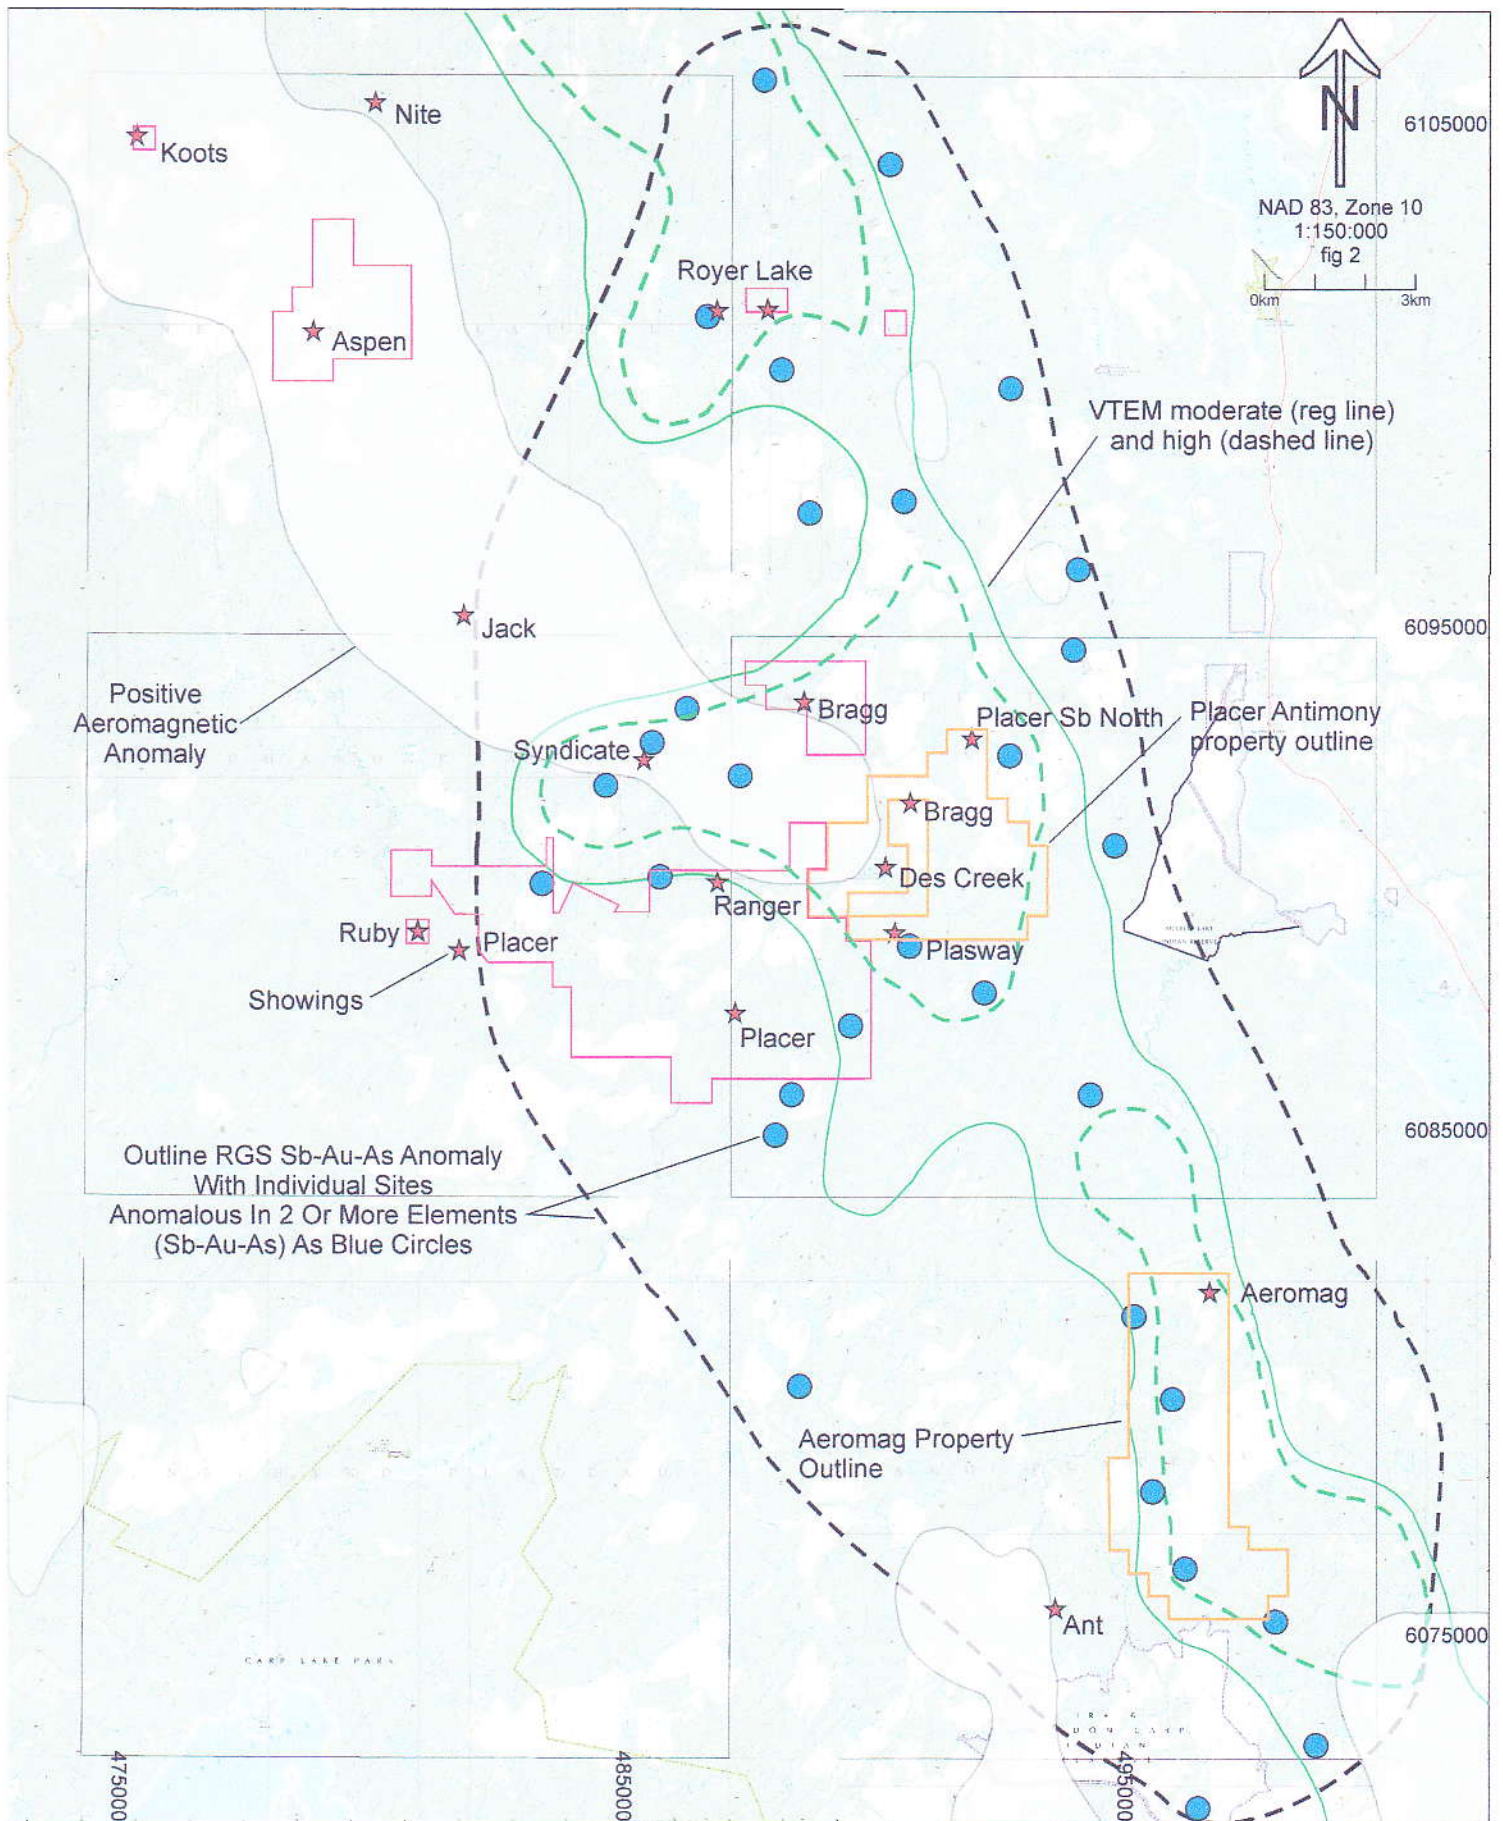 Nite
6105000
Koots
NAD 83, Zone 10
1:150:000
fig 2
0km 3km
Royer Lake
Aspen
VTEM moderate (reg line)
and high (dashed line)
Jack
6095000
Positive
Aeromagnetic
Anomaly
Bragg
Placer Sb North
Placer Antimony
property outline
Syndicate
Bragg
Des Creek
Ranger
Ruby
Placer
Plasway
Showings
Placer
6085000
Outline RGS Sb-Au-As Anomaly
With Individual Sites
Anomalous In 2 Or More Elements
(Sb-Au-As) As Blue Circles
Aeromag
Aeromag Property
Outline
Ant
6075000
CARP LAKE PARK
475000
485000
495000
N